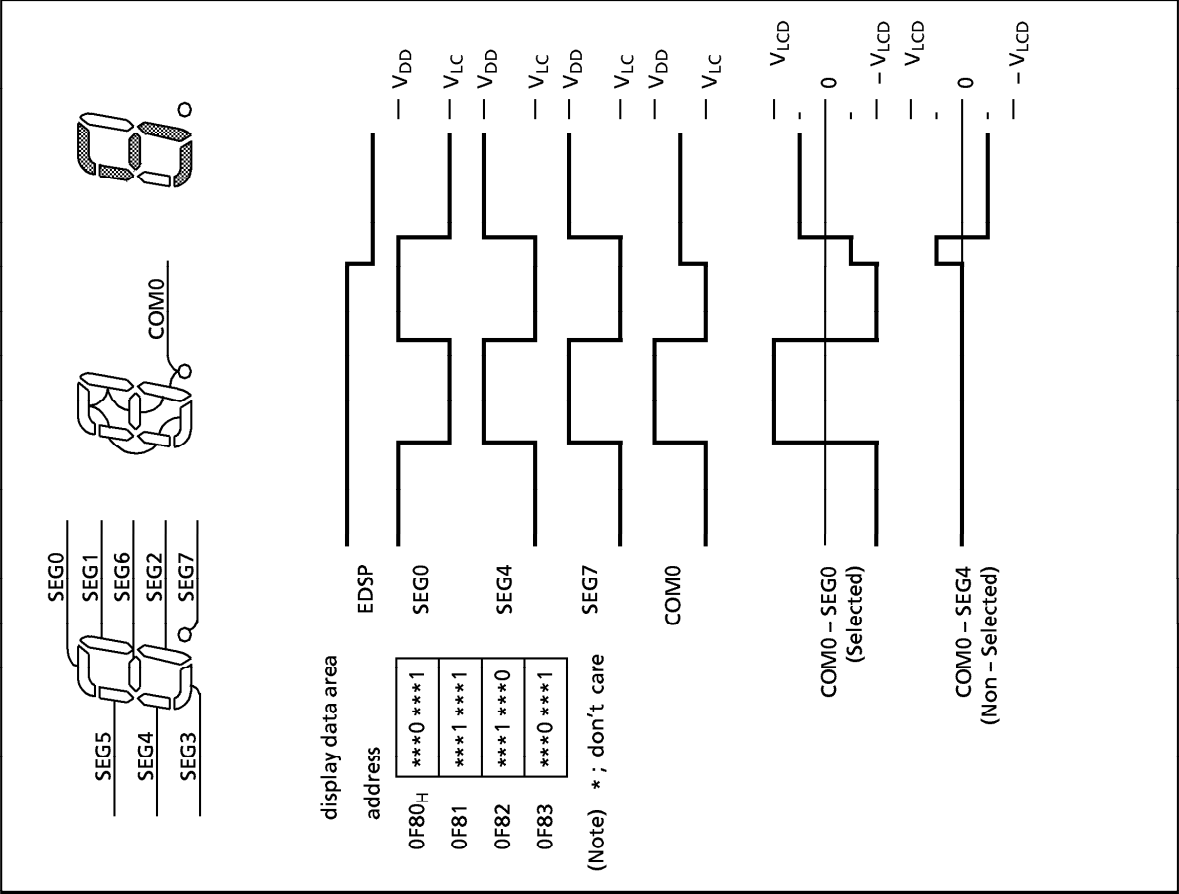 SEG0
SEG1
SEG6
SEG2
SEG7
SEG5
SEG4
SEG3
COM0
display data area
address
0F80H ***0 ***1
0F81 ***1 ***1
0F82 ***1 ***0
0F83 ***0 ***1
(Note) * ; don't care
EDSP
SEG0
VDD
VLC
SEG4
VDD
VLC
SEG7
VDD
VLC
COM0
VDD
VLC
COM0 – SEG0
(Selected)
VLCD
0
– VLCD
COM0 – SEG4
(Non – Selected)
VLCD
0
– VLCD